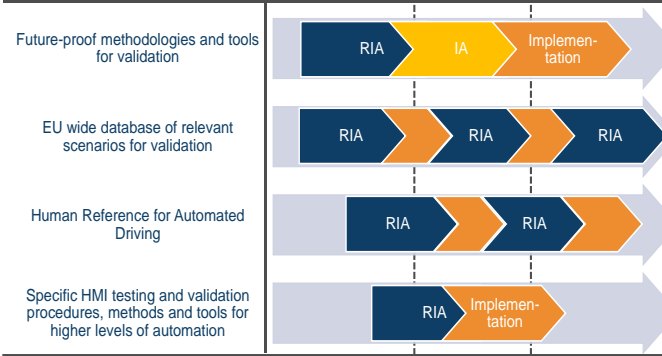 Future-proof methodologies and tools
for validation
RIA
IA
Implemen-
tation
EU wide database of relevant
scenarios for validation
RIA
RIA
RIA
Human Reference for Automated
Driving
RIA
RIA
Specific HMI testing and validation
procedures, methods and tools for
higher levels of automation
RIA
Implemen-
tation